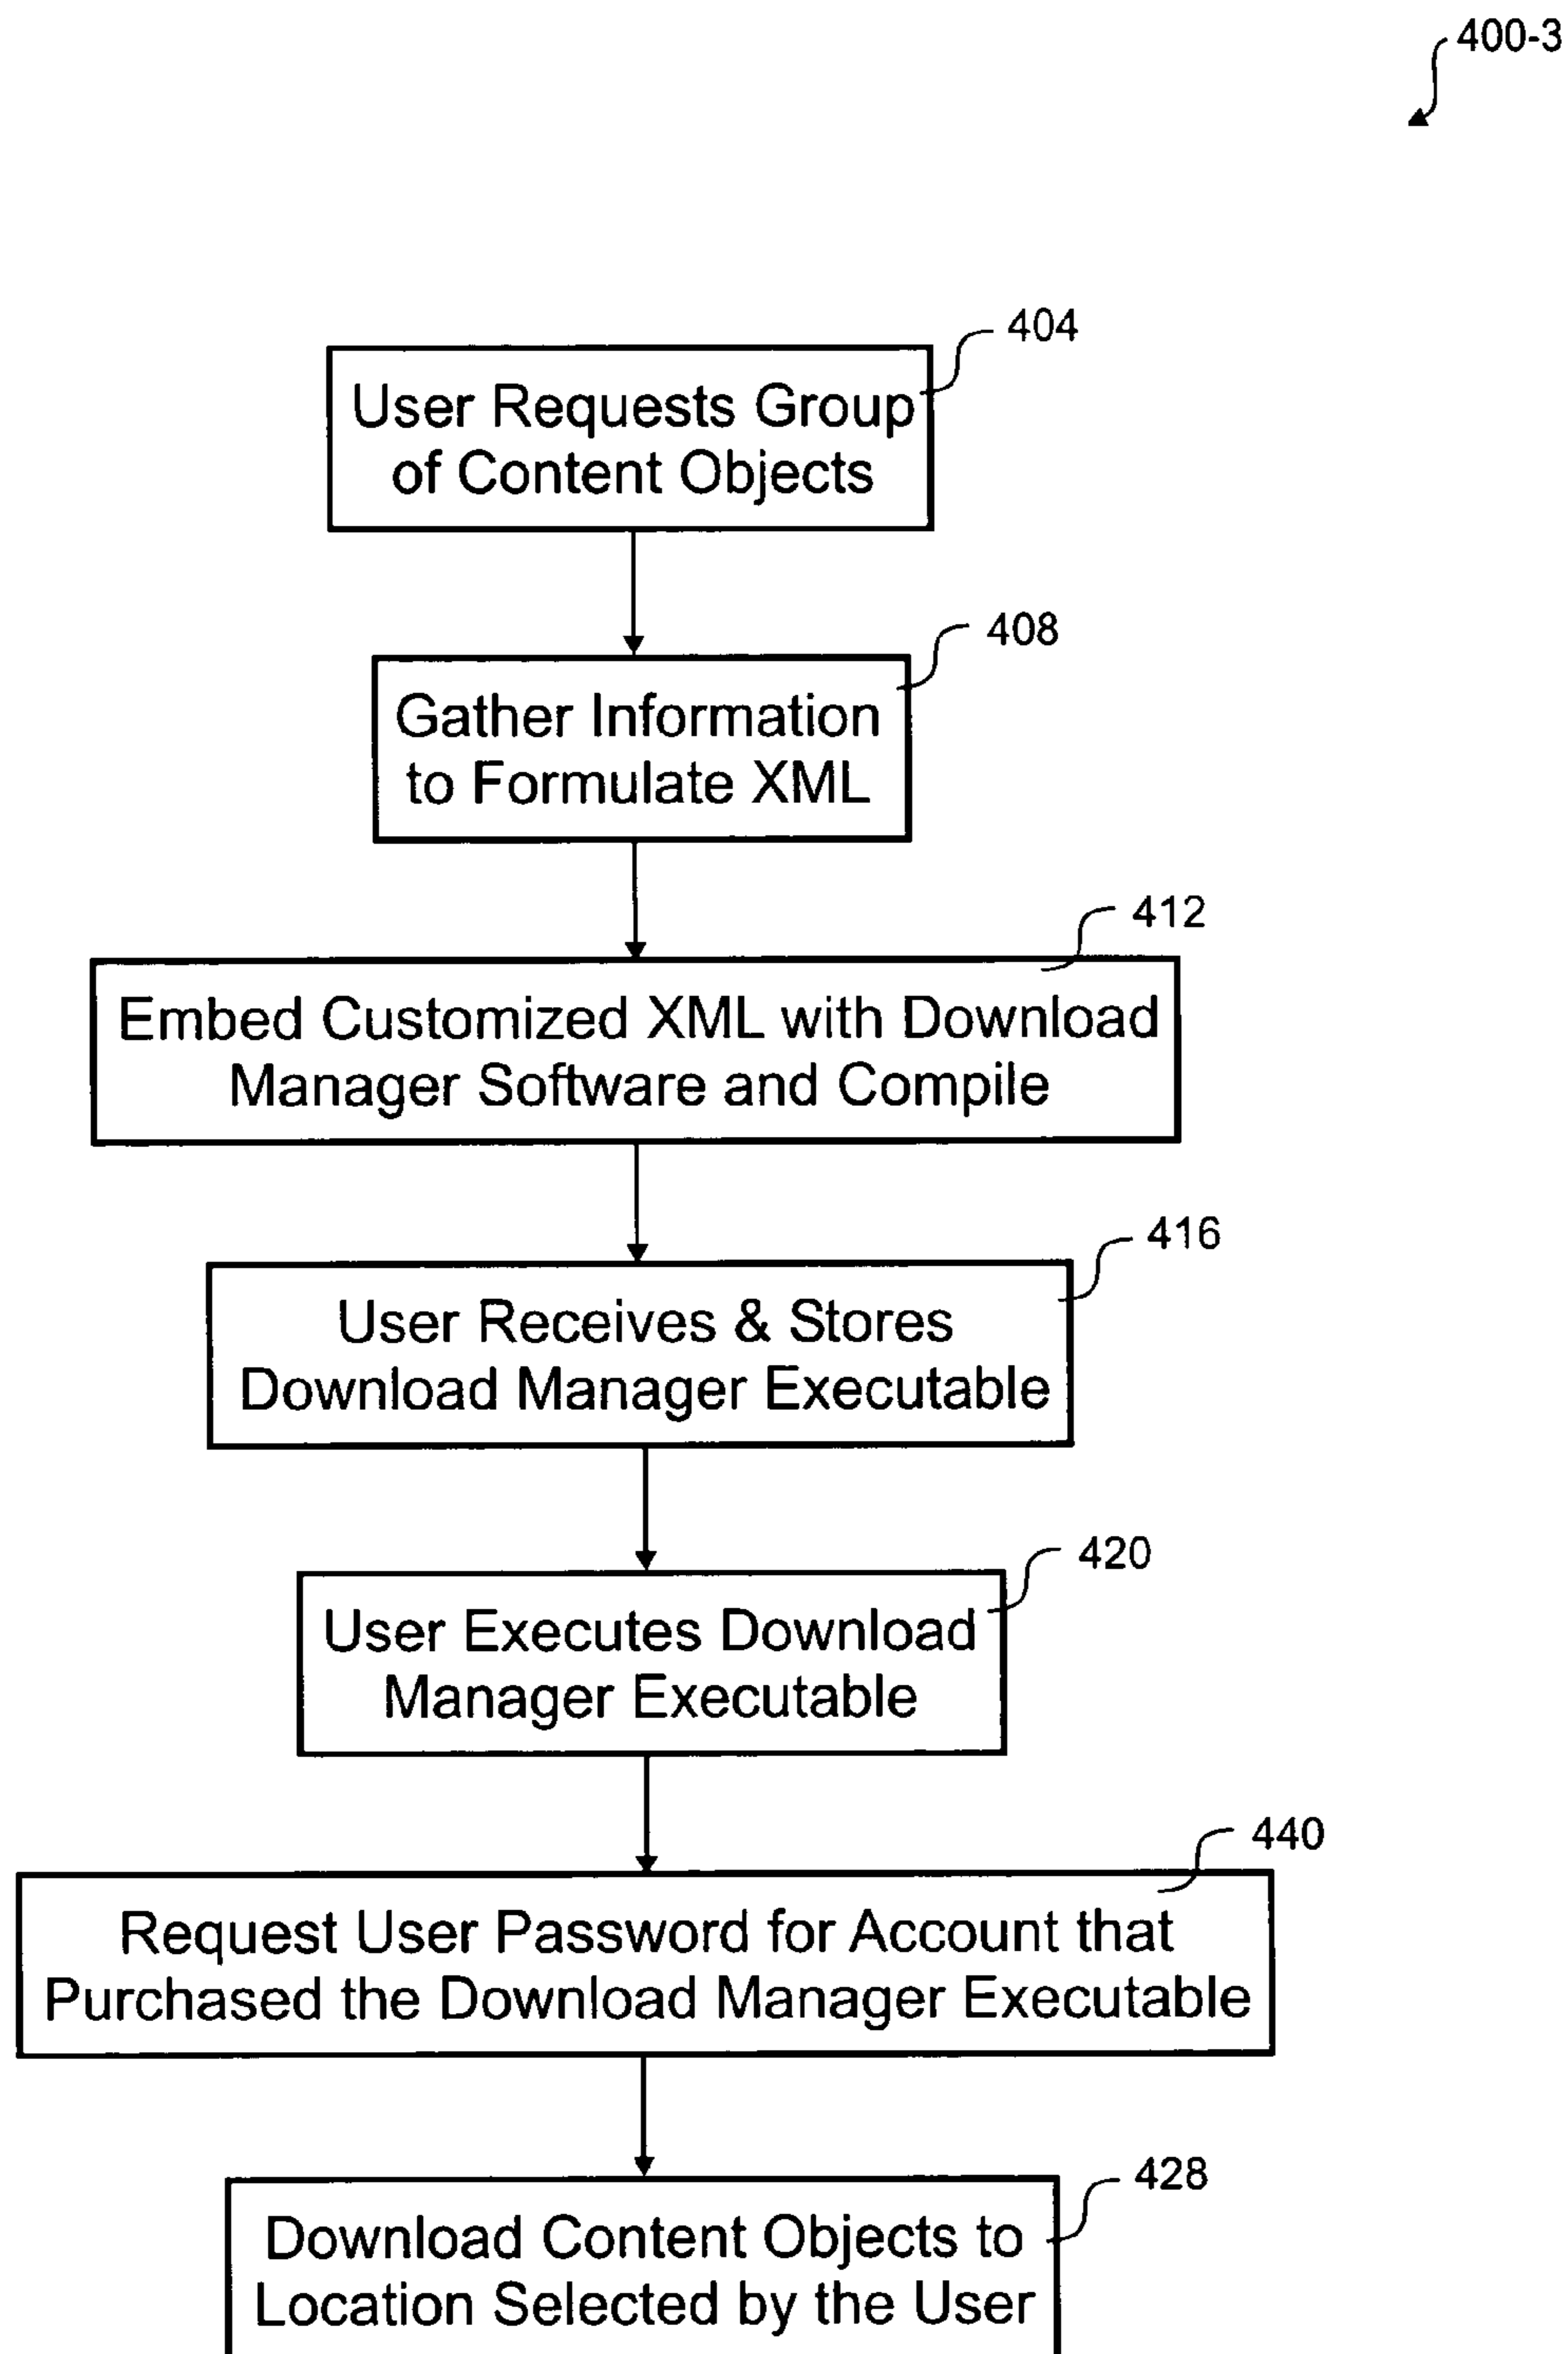 400-3
404
User Requests Group
of Content Objects
408
Gather Information
to Formulate XML
412
Embed Customized XML with Download
Manager Software and Compile
416
User Receives & Stores
Download Manager Executable
420
User Executes Download
Manager Executable
440
Request User Password for Account that
Purchased the Download Manager Executable
428
Download Content Objects to
Location Selected by the User